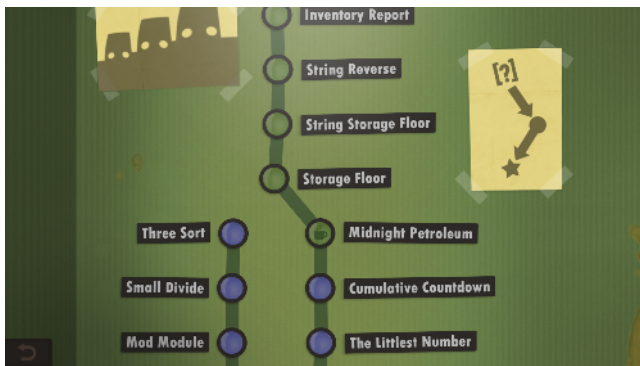 Inventory Report
String Reverse
[?]
String Storage Floor
Storage Floor
Three Sort
Midnight Petroleum
Small Divide
Cumulative Countdown
Mod Module
The Littlest Number